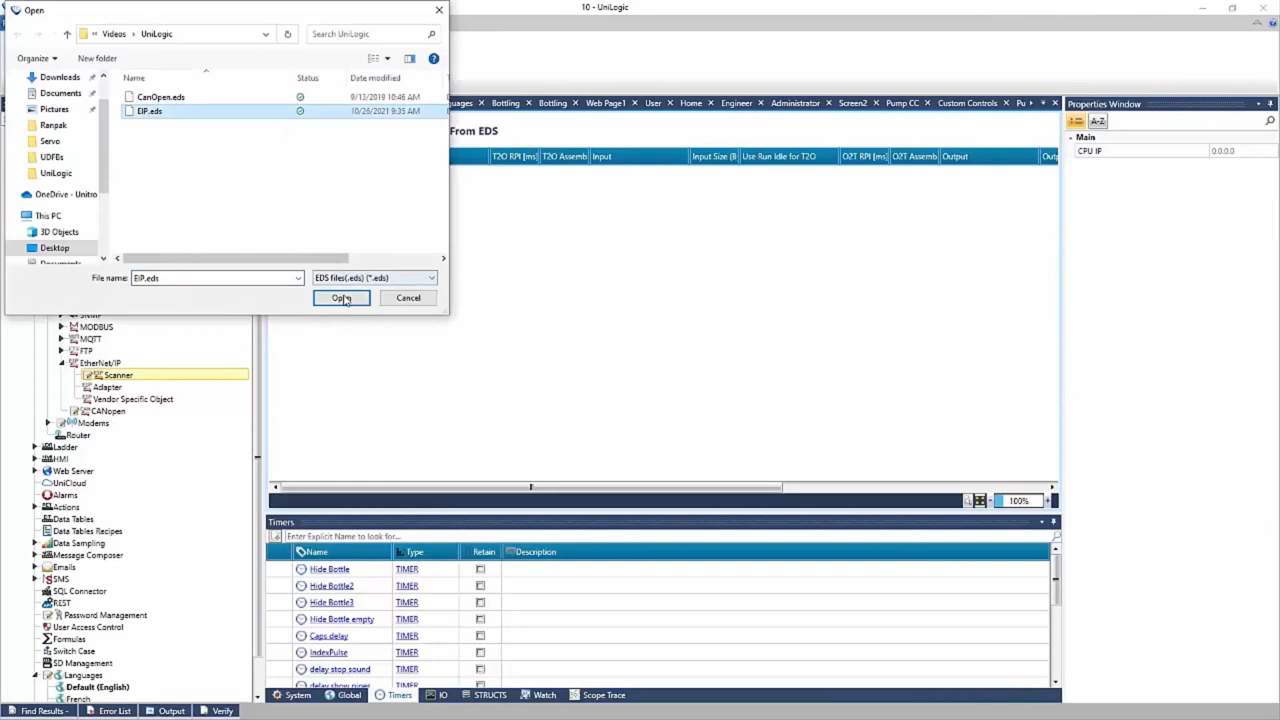 Open
10 - UniLogic
Videos › UniLogic
Search UniLogic
Organize
New folder
Downloads
Documents
Pictures
Ranpak
Servo
UDFBs
UniLogic
OneDrive - Unitro
This PC
3D Objects
Desktop
Name
Status
Date modified
CanOpen.eds
9/13/2019 10:46 AM
EIP.eds
10/26/2021 9:35 AM
File name:
EIP.eds
EDS files(.eds) (*.eds)
Open
Cancel
guages
Bottling
Bottling
Web Page1
User
Home
Engineer
Administrator
Screen2
Pump CC
Custom Controls
Pu
From EDS
T2O RPI [ms]
T2O Assemb
Input
Input Size (B
Use Run Idle for T2O
O2T RPI [ms]
O2T Assemb
Output
Outp
Properties Window
A-Z
Main
CPU IP
0.0.0.0
MODBUS
MQTT
FTP
EtherNet/IP
Scanner
Adapter
Vendor Specific Object
CANopen
Modems
Router
Ladder
HMI
Web Server
UniCloud
Alarms
Actions
Data Tables
Data Tables Recipes
Data Sampling
Message Composer
Emails
SMS
SQL Connector
REST
Password Management
User Access Control
Formulas
Switch Case
SD Management
Languages
Default (English)
French
100%
Timers
Enter Explicit Name to look for...
Name
Type
Retain
Description
Hide Bottle
TIMER
Hide Bottle2
TIMER
Hide Bottle3
TIMER
Hide Bottle empty
TIMER
Caps delay
TIMER
IndexPulse
TIMER
delay stop sound
TIMER
System
Global
Timers
IO
STRUCTS
Watch
Scope Trace
Find Results -
Error List
Output
Verify